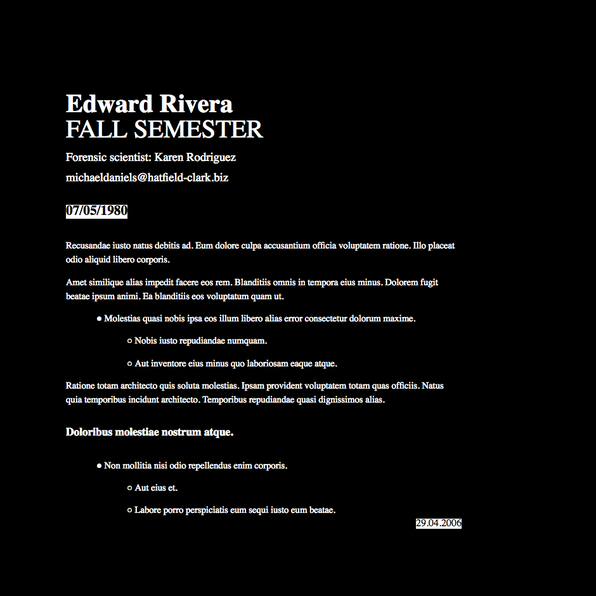 Edward Rivera
FALL SEMESTER
Forensic scientist: Karen Rodriguez
michaeldaniels@hatfield-clark.biz
07/05/1980
Recusandae iusto natus debitis ad. Eum dolore culpa accusantium officia voluptatem ratione. Illo placeat
odio aliquid libero corporis.
Amet similique alias impedit facere eos rem. Blanditiis omnis in tempora eius minus. Dolorem fugit
beatae ipsum animi. Ea blanditiis eos voluptatum quam ut.
• Molestias quasi nobis ipsa eos illum libero alias error consectetur dolorum maxime.
◦ Nobis iusto repudiandae numquam.
◦ Aut inventore eius minus quo laboriosam eaque atque.
Ratione totam architecto quis soluta molestias. Ipsam provident voluptatem totam quas officiis. Natus
quia temporibus incidunt architecto. Temporibus repudiandae quasi dignissimos alias.
Doloribus molestiae nostrum atque.
• Non mollitia nisi odio repellendus enim corporis.
◦ Aut eius et.
◦ Labore porro perspiciatis eum sequi iusto eum beatae.
29.04.2006